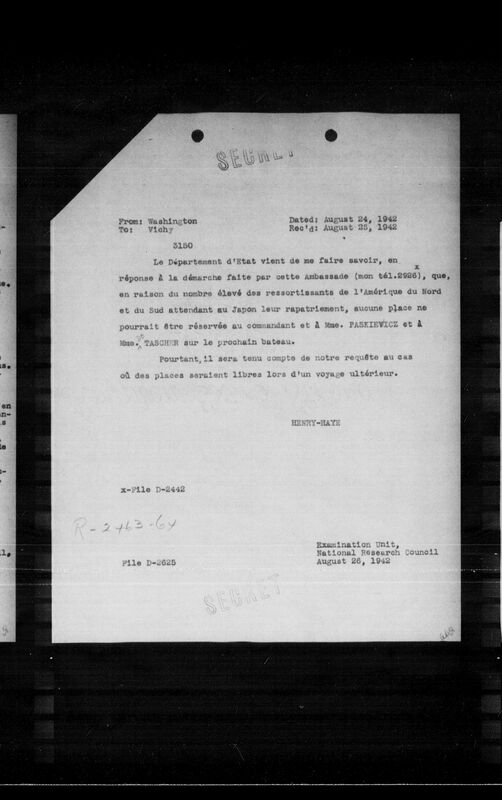 SECRET
From: Washington
To: Vichy
Dated: August 24, 1942
Rec'd: August 25, 1942
3150
Le Département d'Etat vient de me faire savoir, en
réponse à la démarche faite par cette Ambassade (mon tél.2926)x, que,
en raison du nombre élevé des ressortissants de l'Amérique du Nord
et du Sud attendant au Japon leur rapatriement, aucune place ne
pourrait être réservée au commandant et à Mme. PASKIEVICZ et à
Mme. TASCHER sur le prochain bateau.
Pourtant,il sera tenu compte de notre requête au cas
où des places seraient libres lors d'un voyage ultérieur.
HENRY-HAYE
x-File D-2442
R-2463-64
File D-2625
Examination Unit,
National Research Council
August 26, 1942
SECRET